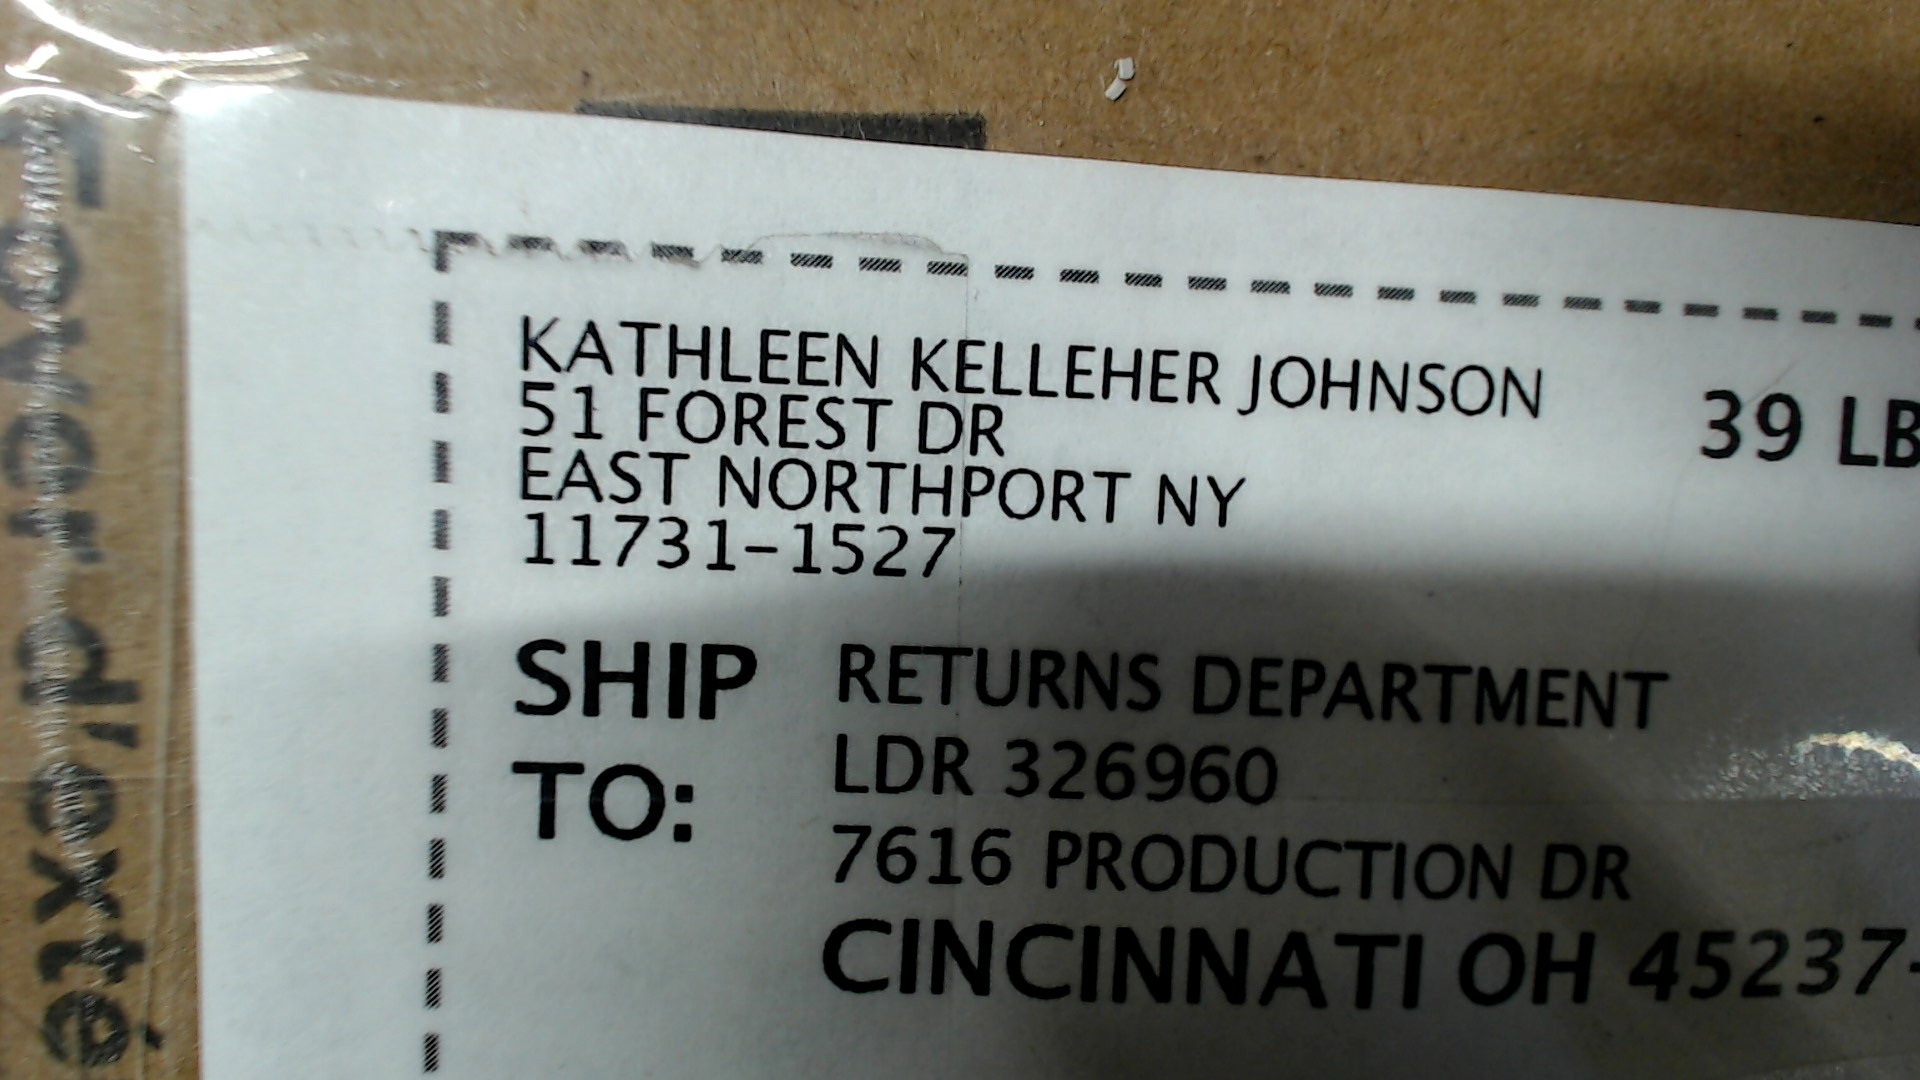 KATHLEEN KELLEHER JOHNSON
51 FOREST DR
EAST NORTHPORT NY
11731-1527
39 LB
SHIP TO:
RETURNS DEPARTMENT
LDR 326960
7616 PRODUCTION DR
CINCINNATI OH 45237-
d'exté